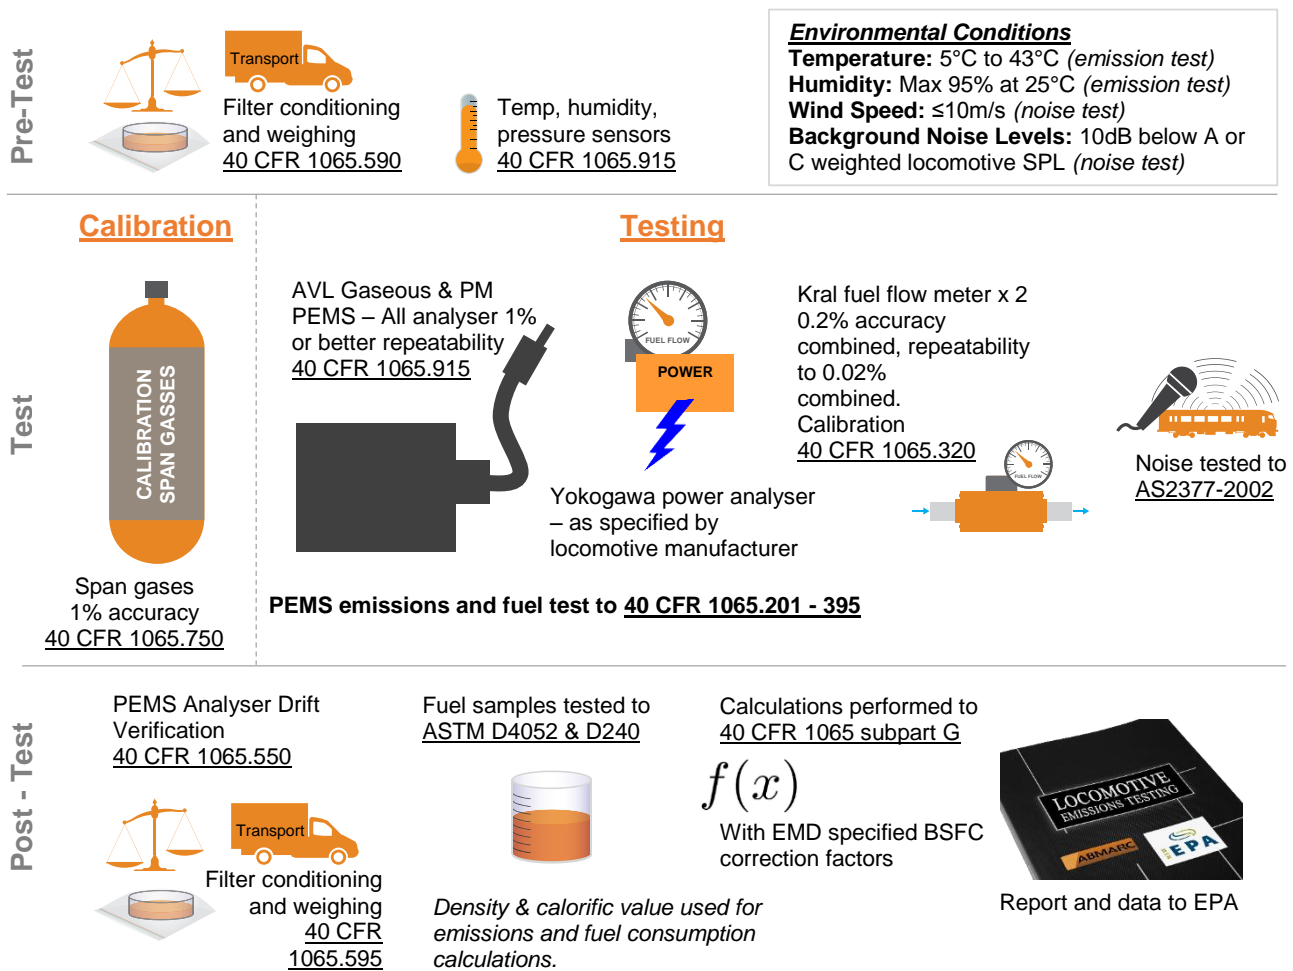 Pre-Test
Transport
Filter conditioning
and weighing
40 CFR 1065.590
Temp, humidity,
pressure sensors
40 CFR 1065.915
Environmental Conditions
Temperature: 5°C to 43°C (emission test)
Humidity: Max 95% at 25°C (emission test)
Wind Speed: ≤10m/s (noise test)
Background Noise Levels: 10dB below A or
C weighted locomotive SPL (noise test)
Test
Calibration
CALIBRATION
SPAN GASSES
Span gases
1% accuracy
40 CFR 1065.750
Testing
AVL Gaseous & PM
PEMS – All analyser 1%
or better repeatability
40 CFR 1065.915
FUEL FLOW
POWER
Yokogawa power analyser
– as specified by
locomotive manufacturer
Kral fuel flow meter x 2
0.2% accuracy
combined, repeatability
to 0.02%
combined.
Calibration
40 CFR 1065.320
FUEL FLOW
Noise tested to
AS2377-2002
PEMS emissions and fuel test to 40 CFR 1065.201 - 395
Post - Test
PEMS Analyser Drift
Verification
40 CFR 1065.550
Transport
Filter conditioning
and weighing
40 CFR
1065.595
Fuel samples tested to
ASTM D4052 & D240
Density & calorific value used for
emissions and fuel consumption
calculations.
Calculations performed to
40 CFR 1065 subpart G
f(x)
With EMD specified BSFC
correction factors
LOCOMOTIVE
EMISSIONS TESTING
ABMARC
EPA
Report and data to EPA